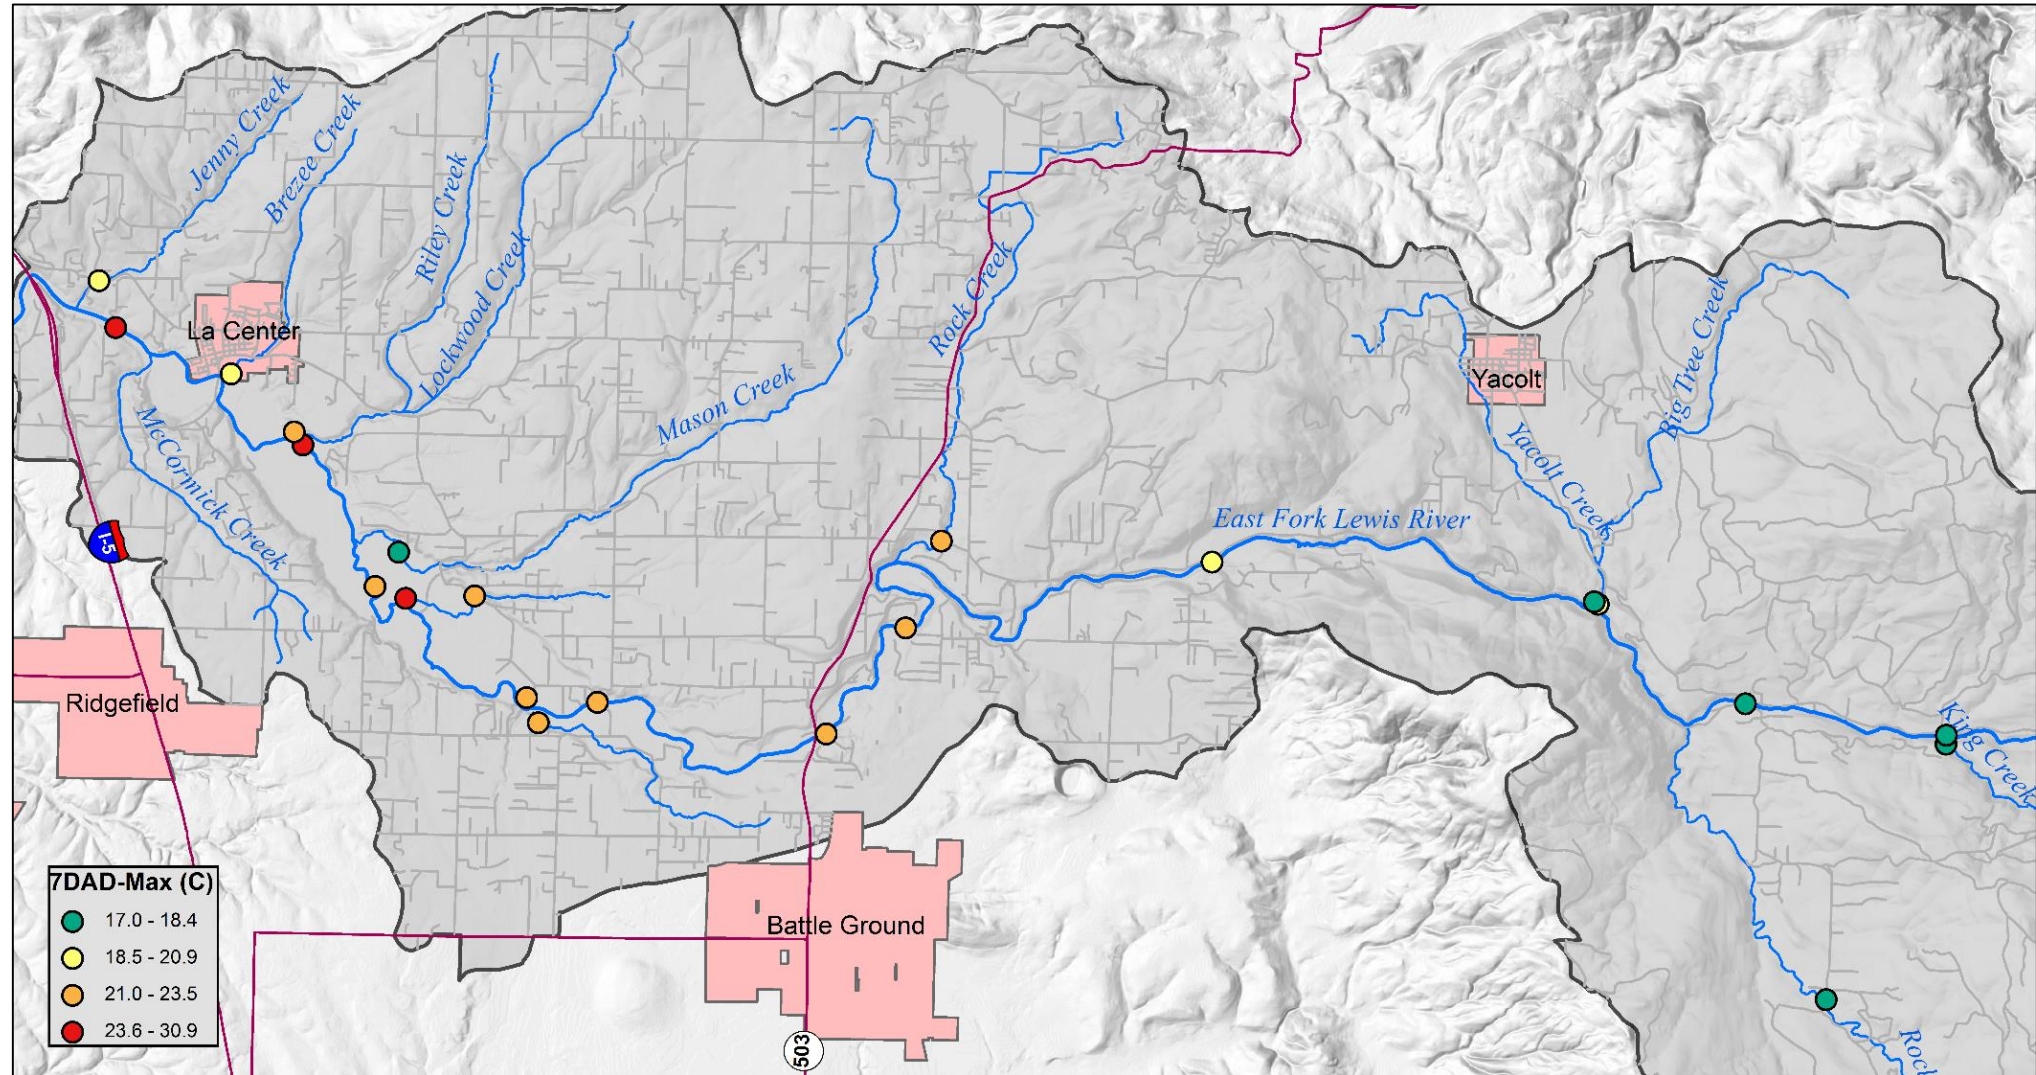 Jenny Creek
Brezee Creek
Riley Creek
Lockwood Creek
La Center
Rock Creek
Mason Creek
McCormick Creek
Yacolt
Big Tree Creek
Yacolt Creek
East Fork Lewis River
I-5
Ridgefield
King Creek
Battle Ground
7DAD-Max (C)
17.0 - 18.4
18.5 - 20.9
21.0 - 23.5
23.6 - 30.9
503
Roc